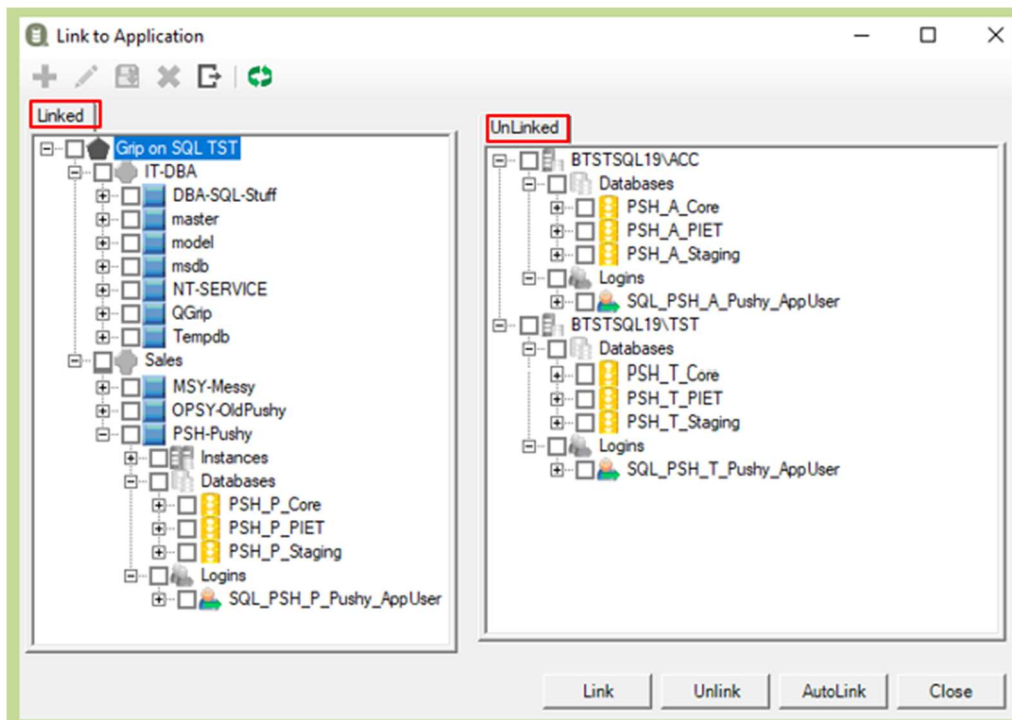 Link to Application
Linked
Grip on SQL TST
IT-DBA
DBA-SQL-Stuff
master
model
msdb
NT-SERVICE
QGrip
Tempdb
Sales
MSY-Messy
OPSY-OldPushy
PSH-Pushy
Instances
Databases
PSH_P_Core
PSH_P_PIET
PSH_P_Staging
Logins
SQL_PSH_P_Pushy_AppUser
UnLinked
BTSTSQL19\ACC
Databases
PSH_A_Core
PSH_A_PIET
PSH_A_Staging
Logins
SQL_PSH_A_Pushy_AppUser
BTSTSQL19\TST
Databases
PSH_T_Core
PSH_T_PIET
PSH_T_Staging
Logins
SQL_PSH_T_Pushy_AppUser
Link Unlink AutoLink Close